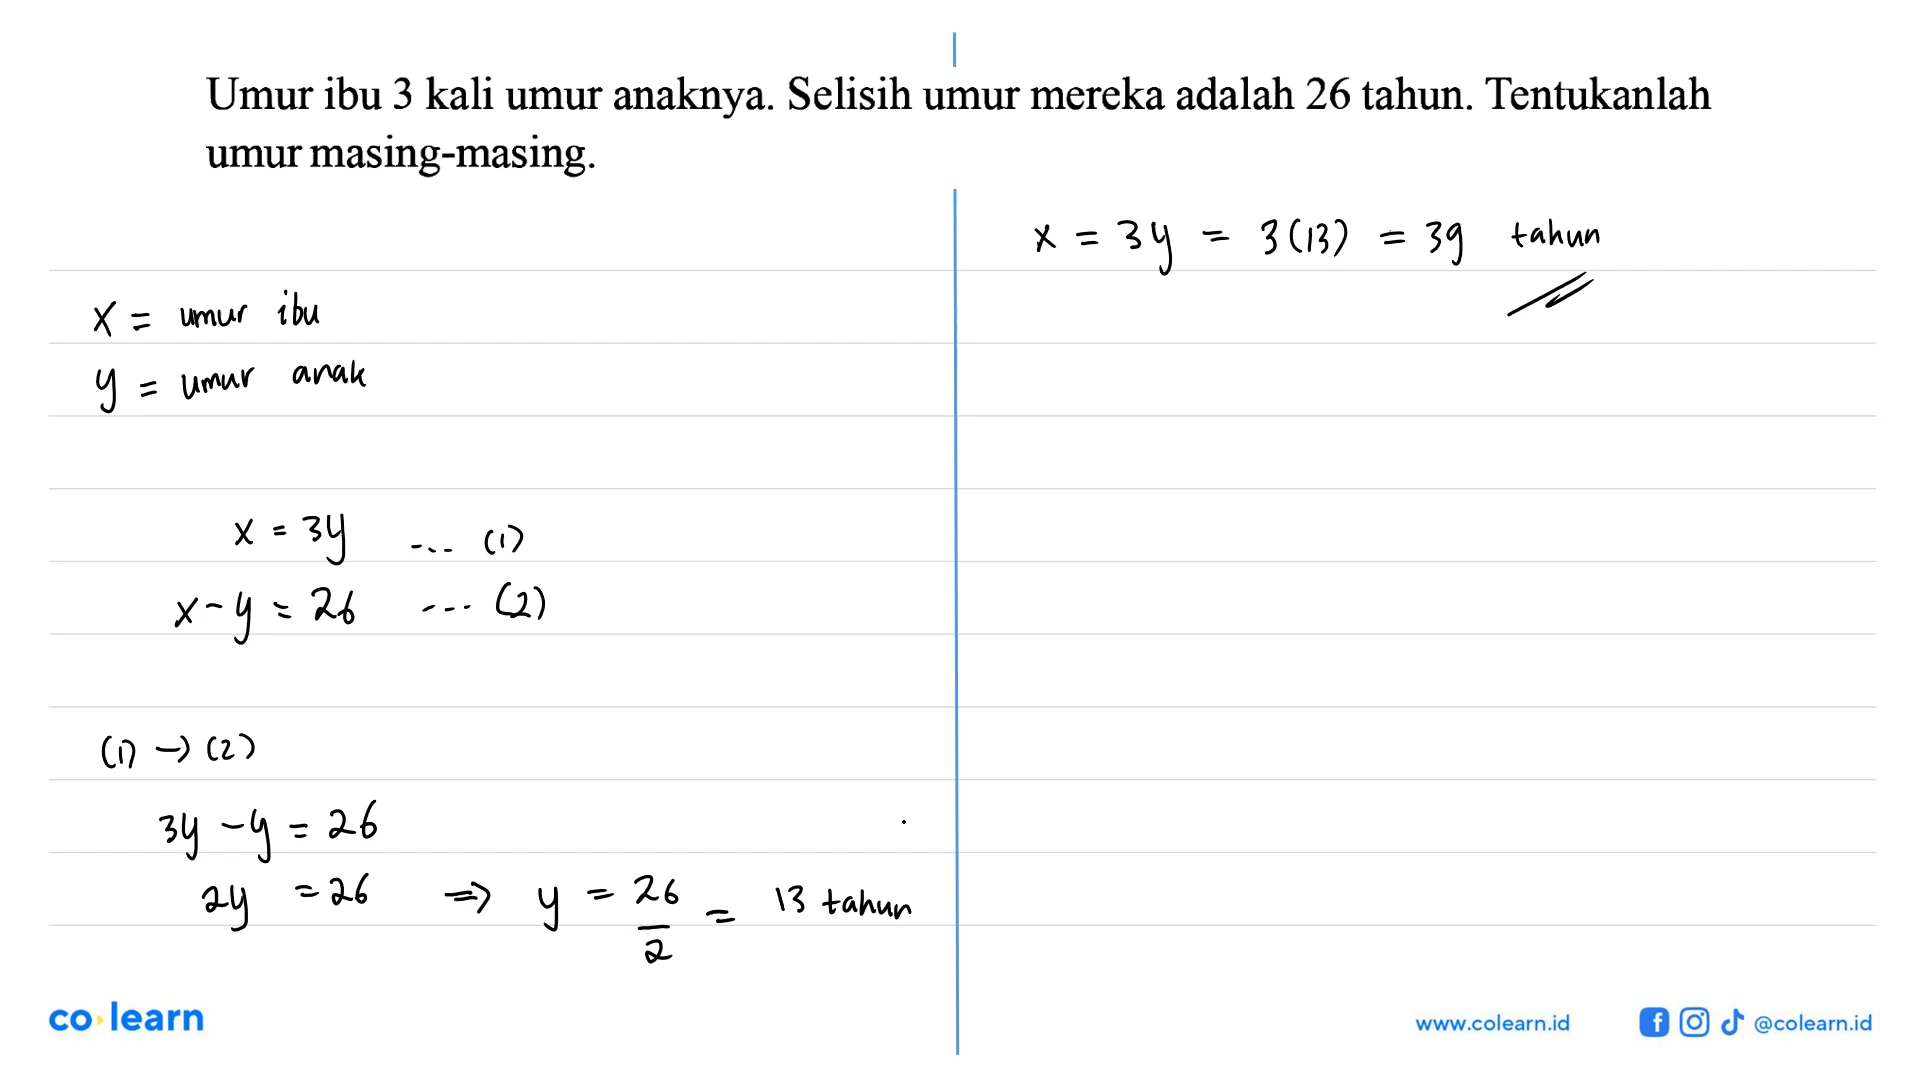 Umur ibu 3 kali umur anaknya. Selisih umur mereka adalah 26 tahun. Tentukanlah
umur masing-masing.
x = umur ibu
y = umur anak
x = 3y ... (1)
x - y = 26 ... (2)
(1) → (2)
3y - y = 26
2y = 26 ⇒ y = 26/2 = 13 tahun
x = 3y = 3(13) = 39 tahun
co learn
www.colearn.id
@colearn.id